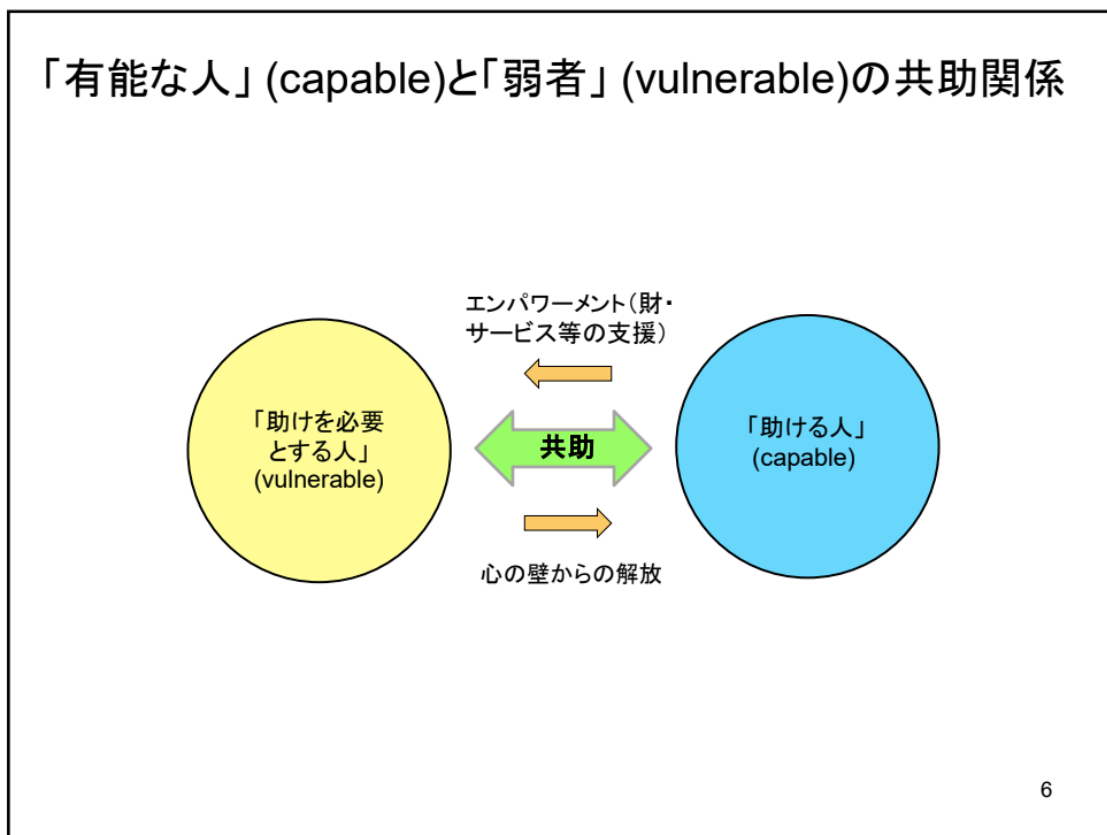 「有能な人」 (capable)と「弱者」 (vulnerable)の共助関係
エンパワーメント(財・
サービス等の支援)
「助けを必要
とする人」
(vulnerable)
共助
「助ける人」
(capable)
心の壁からの解放
6